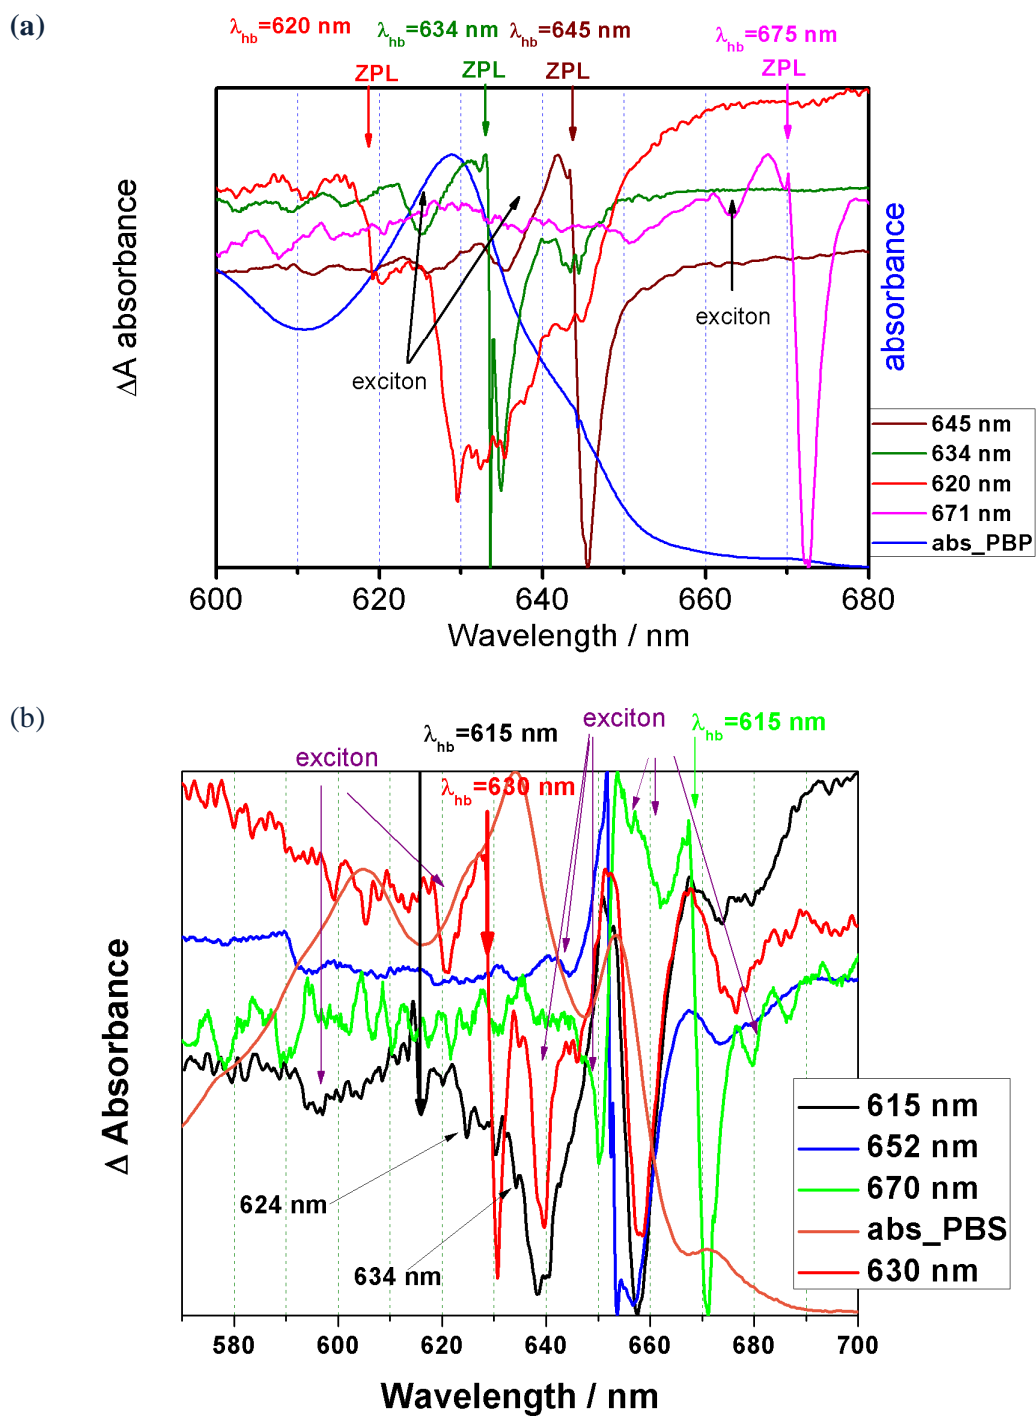 (a)
λhb=620 nm
λhb=634 nm
λhb=645 nm
λhb=675 nm
ZPL
ZPL
ZPL
ZPL
ΔA absorbance
absorbance
exciton
exciton
645 nm
634 nm
620 nm
671 nm
abs_PBP
600
620
640
660
680
Wavelength / nm
(b)
exciton
λhb=615 nm
exciton
λhb=615 nm
λhb=630 nm
Δ Absorbance
624 nm
634 nm
615 nm
652 nm
670 nm
abs_PBS
630 nm
580
600
620
640
660
680
700
Wavelength / nm